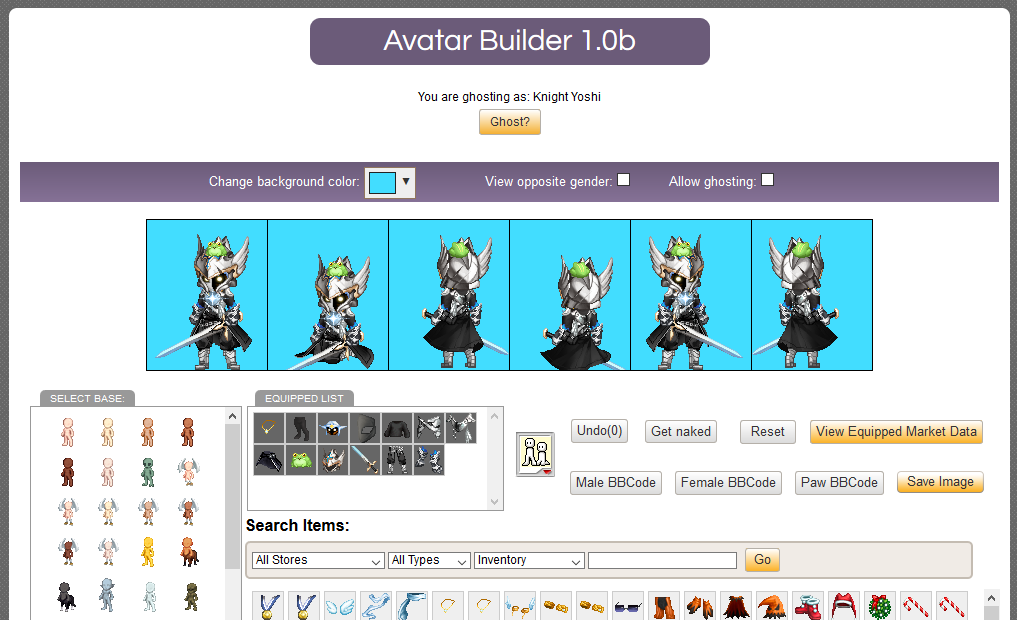 Avatar Builder 1.0b
You are ghosting as: Knight Yoshi
Ghost?
Change background color:
View opposite gender:
Allow ghosting:
SELECT BASE:
EQUIPPED LIST
Undo(0)
Get naked
Reset
View Equipped Market Data
Male BBCode
Female BBCode
Paw BBCode
Save Image
Search Items:
All Stores
All Types
Inventory
Go